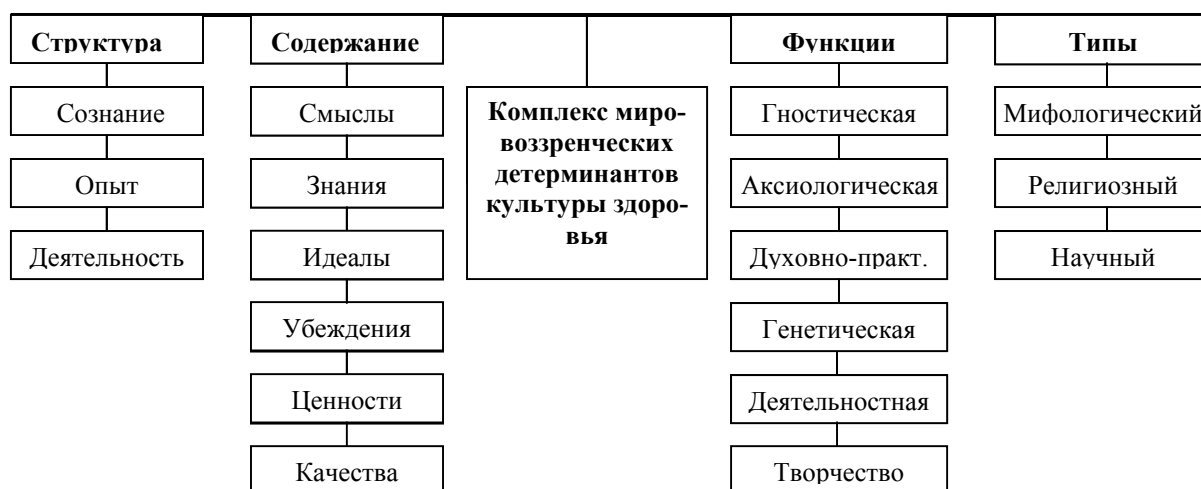 Структура
Сознание
Опыт
Деятельность
Содержание
Смыслы
Знания
Идеалы
Убеждения
Ценности
Качества
Комплекс миро-
воззренческих
детерминантов
культуры здоро-
вья
Функции
Гностическая
Аксиологическая
Духовно-практ.
Генетическая
Деятельностная
Творчество
Типы
Мифологический
Религиозный
Научный